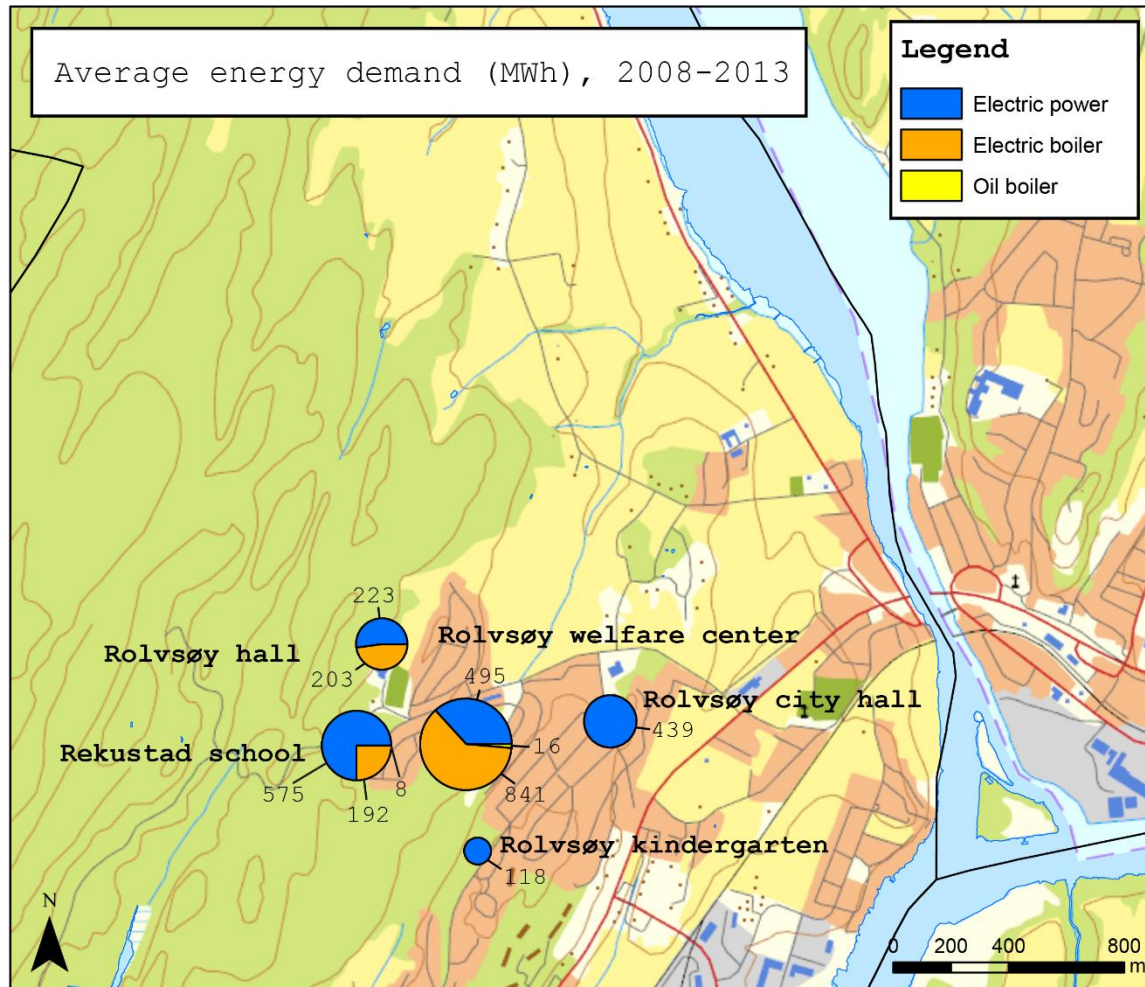 Average energy demand (MWh), 2008-2013
Legend
Electric power
Electric boiler
Oil boiler
223
Rolvsøy hall
203
Rolvsøy welfare center
495
16
841
Rolvsøy city hall
439
Rekustad school
575
192
8
Rolvsøy kindergarten
118
N
0 200 400 800
m